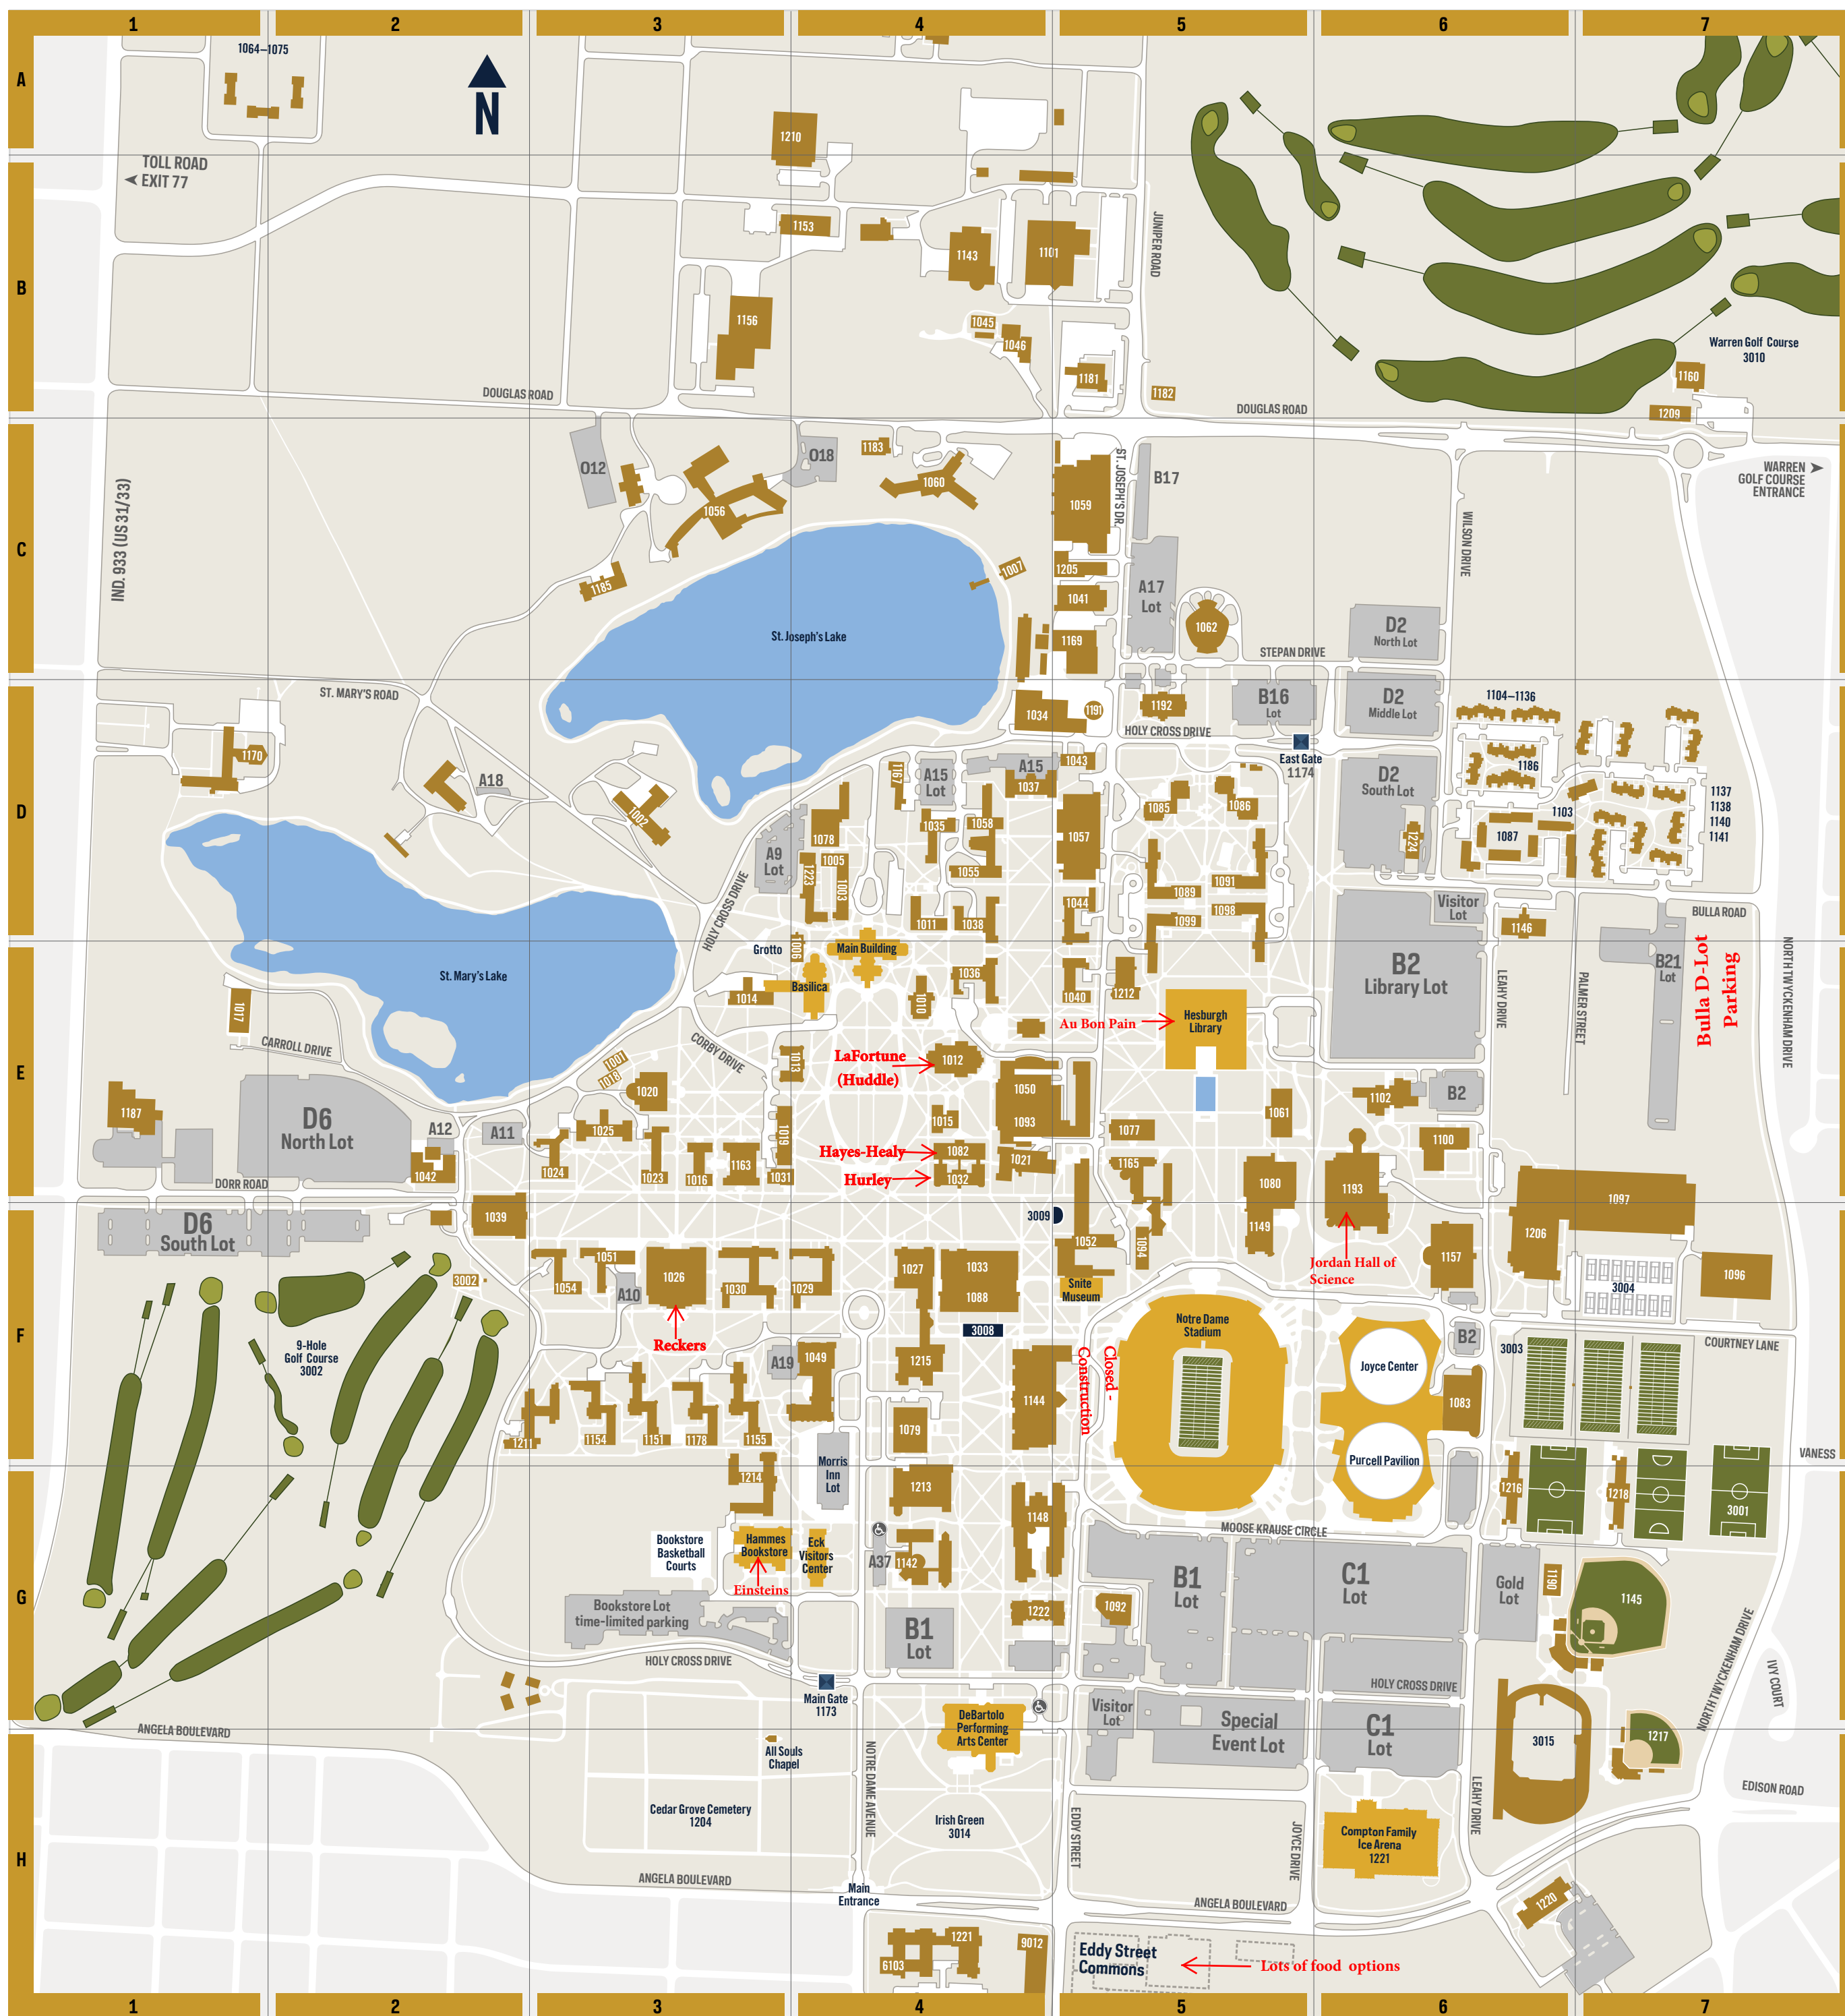 1 2 3 4 5 6 7
A
1064–1075
N
1210
TOLL ROAD
EXIT 77
B
1153
1143
1101
JUNIPER ROAD
1156
1045
1046
1181
1182
Warren Golf Course
3010
1160
1209
DOUGLAS ROAD
DOUGLAS ROAD
C
IND. 933 (US 31/33)
O12
O18
1183
1060
1056
1185
1007
St. Joseph's Lake
1059
ST. JOSEPH'S DR.
B17
1205
1041
A17
Lot
1169
1062
WILSON DRIVE
WARREN
GOLF COURSE
ENTRANCE
D2
North Lot
STEPAN DRIVE
ST. MARY'S ROAD
D
1170
A18
1002
1034
1191
1192
B16
Lot
D2
Middle Lot
HOLY CROSS DRIVE
East Gate
1174
1104–1136
1186
1103
1087
1137
1138
1140
1141
D2
South Lot
1224
1167
A15
Lot
A15
1037
1043
1085
1086
1035
1058
1057
1078
A9
Lot
1005
1223
1003
1055
1089
1091
1044
1099
1098
1011
1038
HOLY CROSS DRIVE
Visitor
Lot
1146
BULLA ROAD
E
Grotto
1006
Main Building
Basilica
St. Mary's Lake
1014
1010
1036
1040
1212
Au Bon Pain
Hesburgh
Library
B2
Library Lot
LEAHY DRIVE
PALMER STREET
B21
Lot
Bulla D-Lot
Parking
NORTH TWYCKENHAM DRIVE
1017
CARROLL DRIVE
CORBY DRIVE
1001
1018
1020
1013
LaFortune
(Huddle)
1012
1050
1093
1061
1102
B2
1187
D6
North Lot
A12
A11
1042
1025
1024
1023
1016
1163
1019
1031
1015
Hayes-Healy
1082
Hurley
1032
1021
1077
1165
1080
1193
1100
1097
DORR ROAD
F
D6
South Lot
1039
3009
1052
1094
1149
Jordan Hall of
Science
1157
1206
1096
3004
3002
1054
1051
A10
1026
1030
1029
1027
1033
1088
Snite
Museum
Reckers
3008
Notre Dame
Stadium
Joyce Center
B2
3003
COURTNEY LANE
9-Hole
Golf Course
3002
A19
1049
1215
1144
Closed -
Construction
1083
1079
1211
1154
1151
1178
1155
Purcell Pavilion
VANESS
Morris
Inn
Lot
G
1214
1213
1148
1216
1218
3001
MOOSE KRAUSE CIRCLE
Bookstore
Basketball
Courts
Hammes
Bookstore
Eck
Visitors
Center
A37
1142
Einsteins
B1
Lot
C1
Lot
Gold
Lot
1190
1145
Bookstore Lot
time-limited parking
B1
Lot
1222
1092
HOLY CROSS DRIVE
HOLY CROSS DRIVE
Main Gate
1173
DeBartolo
Performing
Arts Center
Visitor
Lot
Special
Event Lot
C1
Lot
NORTH TWYCKENHAM DRIVE
IVY COURT
ANGELA BOULEVARD
H
All Souls
Chapel
NOTRE DAME AVENUE
3015
1217
EDISON ROAD
Cedar Grove Cemetery
1204
Irish Green
3014
EDDY STREET
JOYCE DRIVE
Compton Family
Ice Arena
1221
LEAHY DRIVE
ANGELA BOULEVARD
Main
Entrance
ANGELA BOULEVARD
1220
1221
6103
9012
Eddy Street
Commons
Lots of food options
1 2 3 4 5 6 7